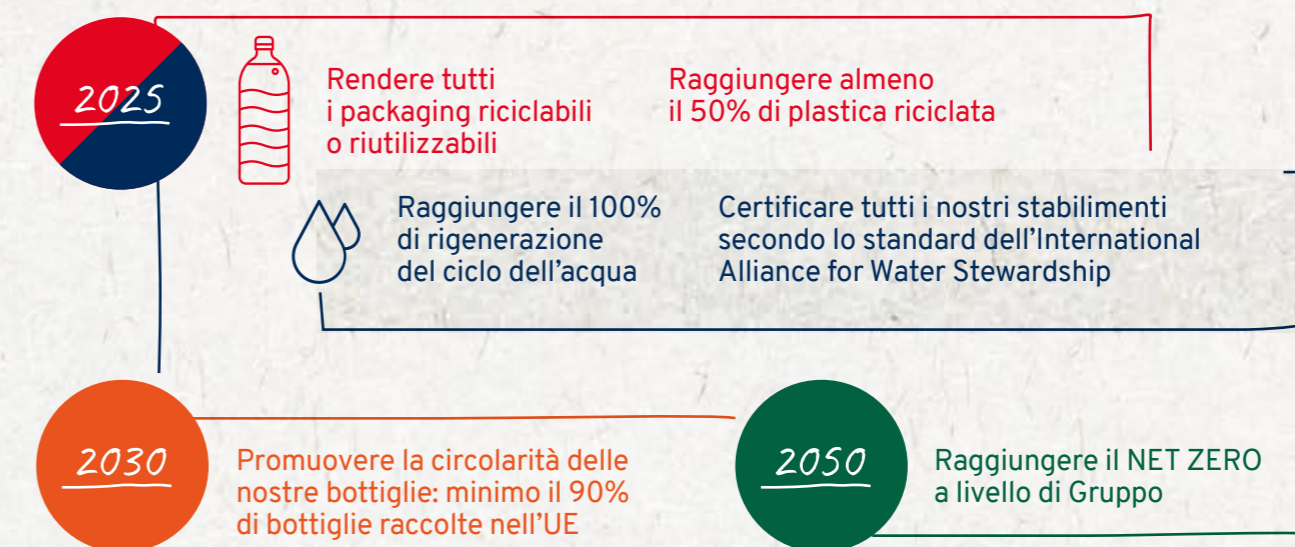 2025
Rendere tutti
i packaging riciclabili
o riutilizzabili
Raggiungere almeno
il 50% di plastica riciclata
Raggiungere il 100%
di rigenerazione
del ciclo dell’acqua
Certificare tutti i nostri stabilimenti
secondo lo standard dell’International
Alliance for Water Stewardship
2030
Promuovere la circolarità delle
nostre bottiglie: minimo il 90%
di bottiglie raccolte nell’UE
2050
Raggiungere il NET ZERO
a livello di Gruppo